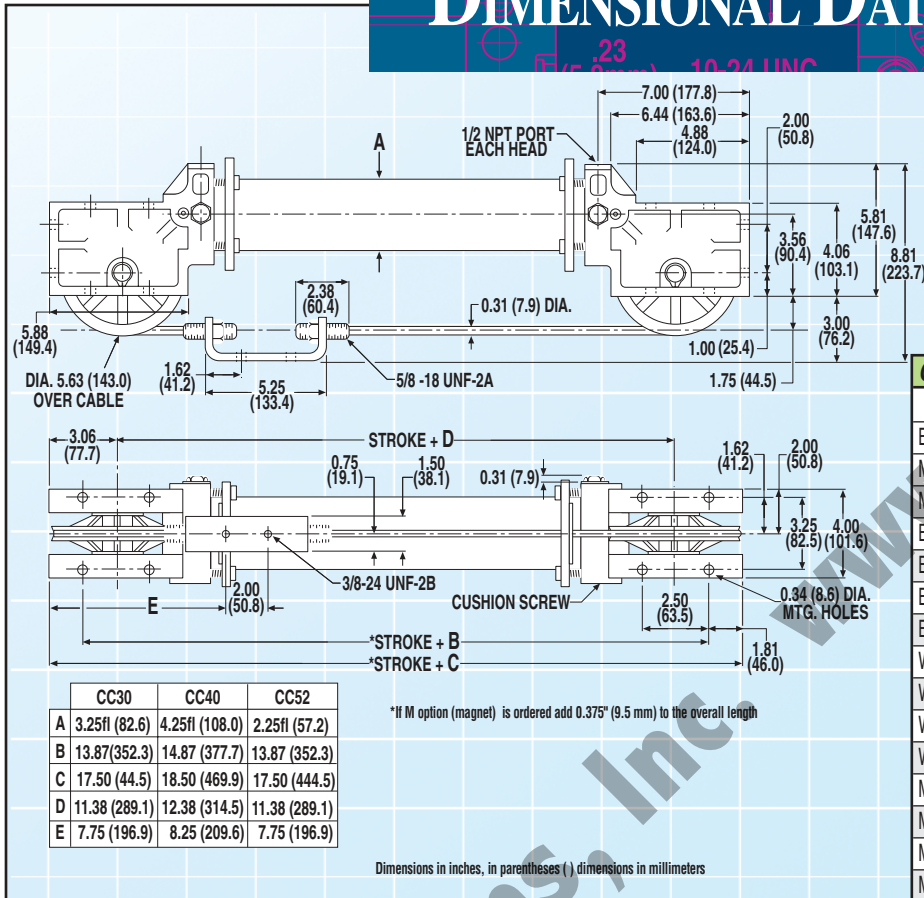 DIMENSIONAL
.23
10-24 UNC
7.00 (177.8)
6.44 (163.6)
4.88
(124.0)
2.00
(50.8)
1/2 NPT PORT
EACH HEAD
A
5.81
(147.6)
8.81
(223.7)
3.56
(90.4)
4.06
(103.1)
2.38
(60.4)
0.31 (7.9) DIA.
3.00
(76.2)
1.00 (25.4)
1.75 (44.5)
5.88
(149.4)
DIA. 5.63 (143.0)
OVER CABLE
1.62
(41.2)
5.25
(133.4)
5/8 -18 UNF-2A
3.06
(77.7)
STROKE + D
0.75
(19.1)
1.50
(38.1)
0.31 (7.9)
1.62
(41.2)
2.00
(50.8)
3.25
(82.5)
4.00
(101.6)
3/8-24 UNF-2B
2.00
(50.8)
E
CUSHION SCREW
2.50
(63.5)
0.34 (8.6) DIA.
MTG. HOLES
1.81
(46.0)
*STROKE + B
*STROKE + C
CC30 CC40 CC52
A 3.25fl (82.6) 4.25fl (108.0) 2.25fl (57.2)
B 13.87(352.3) 14.87 (377.7) 13.87 (352.3)
C 17.50 (44.5) 18.50 (469.9) 17.50 (444.5)
D 11.38 (289.1) 12.38 (314.5) 11.38 (289.1)
E 7.75 (196.9) 8.25 (209.6) 7.75 (196.9)
*If M option (magnet) is ordered add 0.375" (9.5 mm) to the overall length
Dimensions in inches, in parentheses ( ) dimensions in millimeters
www
, Inc.